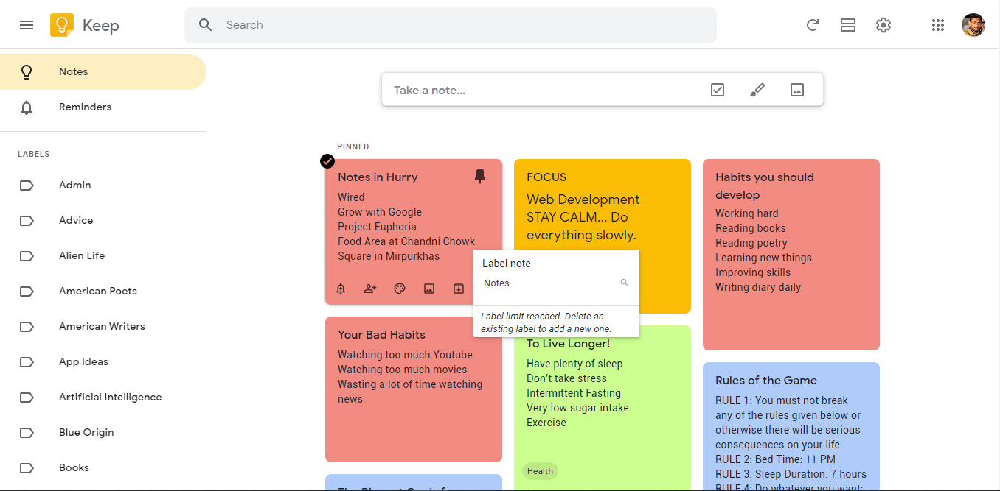 Keep
Search
Notes
Reminders
LABELS
Admin
Advice
Alien Life
American Poets
American Writers
App Ideas
Artificial Intelligence
Blue Origin
Books
Take a note...
PINNED
Notes in Hurry
Wired
Grow with Google
Project Euphoria
Food Area at Chandni Chowk
Square in Mirpurkhas
Your Bad Habits
Watching too much Youtube
Watching too much movies
Wasting a lot of time watching
news
FOCUS
Web Development
STAY CALM... Do
everything slowly.
Label note
Notes
Label limit reached. Delete an
existing label to add a new one.
To Live Longer!
Have plenty of sleep
Don't take stress
Intermittent Fasting
Very low sugar intake
Exercise
Health
Habits you should
develop
Working hard
Reading books
Reading poetry
Learning new things
Improving skills
Writing diary daily
Rules of the Game
RULE 1: You must not break
any of the rules given below or
otherwise there will be serious
consequences on your life.
RULE 2: Bed Time: 11 PM
RULE 3: Sleep Duration: 7 hours
RULE 4: Do whatever you want: